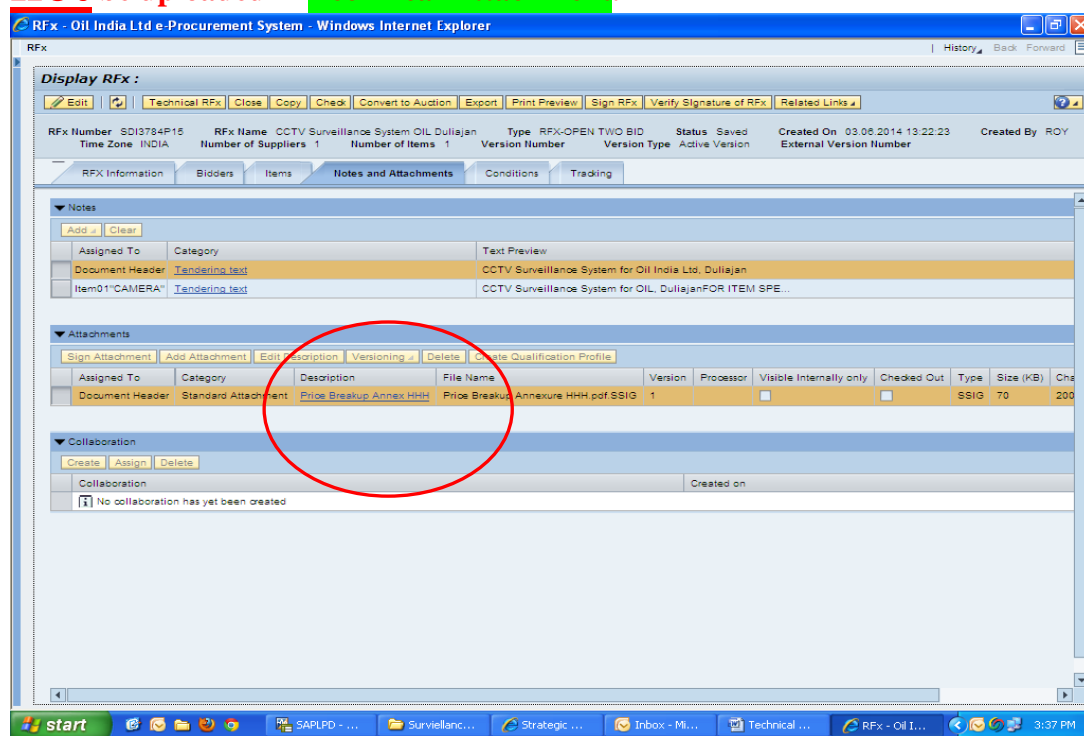 RFx - Oil India Ltd e-Procurement System - Windows Internet Explorer
RFx | History Back Forward
Display RFx :
Edit Technical RFx Close Copy Check Convert to Auction Export Print Preview Sign RFx Verify Signature of RFx Related Links
RFx Number SDI3784P15 RFx Name CCTV Surveillance System OIL Duliajan Type RFX-OPEN TWO BID Status Saved Created On 03.06.2014 13:22:23 Created By ROY
Time Zone INDIA Number of Suppliers 1 Number of Items 1 Version Number Version Type Active Version External Version Number
RFX Information Bidders Items Notes and Attachments Conditions Tracking
Notes
Add Clear
Assigned To Category Text Preview
Document Header Tendering text CCTV Surveillance System for Oil India Ltd, Duliajan
Item01"CAMERA" Tendering text CCTV Surveillance System for OIL, DuliajanFOR ITEM SPE...
Attachments
Sign Attachment Add Attachment Edit Description Versioning Delete Create Qualification Profile
Assigned To Category Description File Name Version Processor Visible Internally only Checked Out Type Size (KB) Cha
Document Header Standard Attachment Price Breakup Annex HHH Price Breakup Annexure HHH.pdf.SSIG 1 SSIG 70 200
Collaboration
Create Assign Delete
Collaboration Created on
No collaboration has yet been created
start SAPLPD - ... Surviellanc... Strategic ... Inbox - Mi... Technical ... RFx - Oil I... 3:37 PM